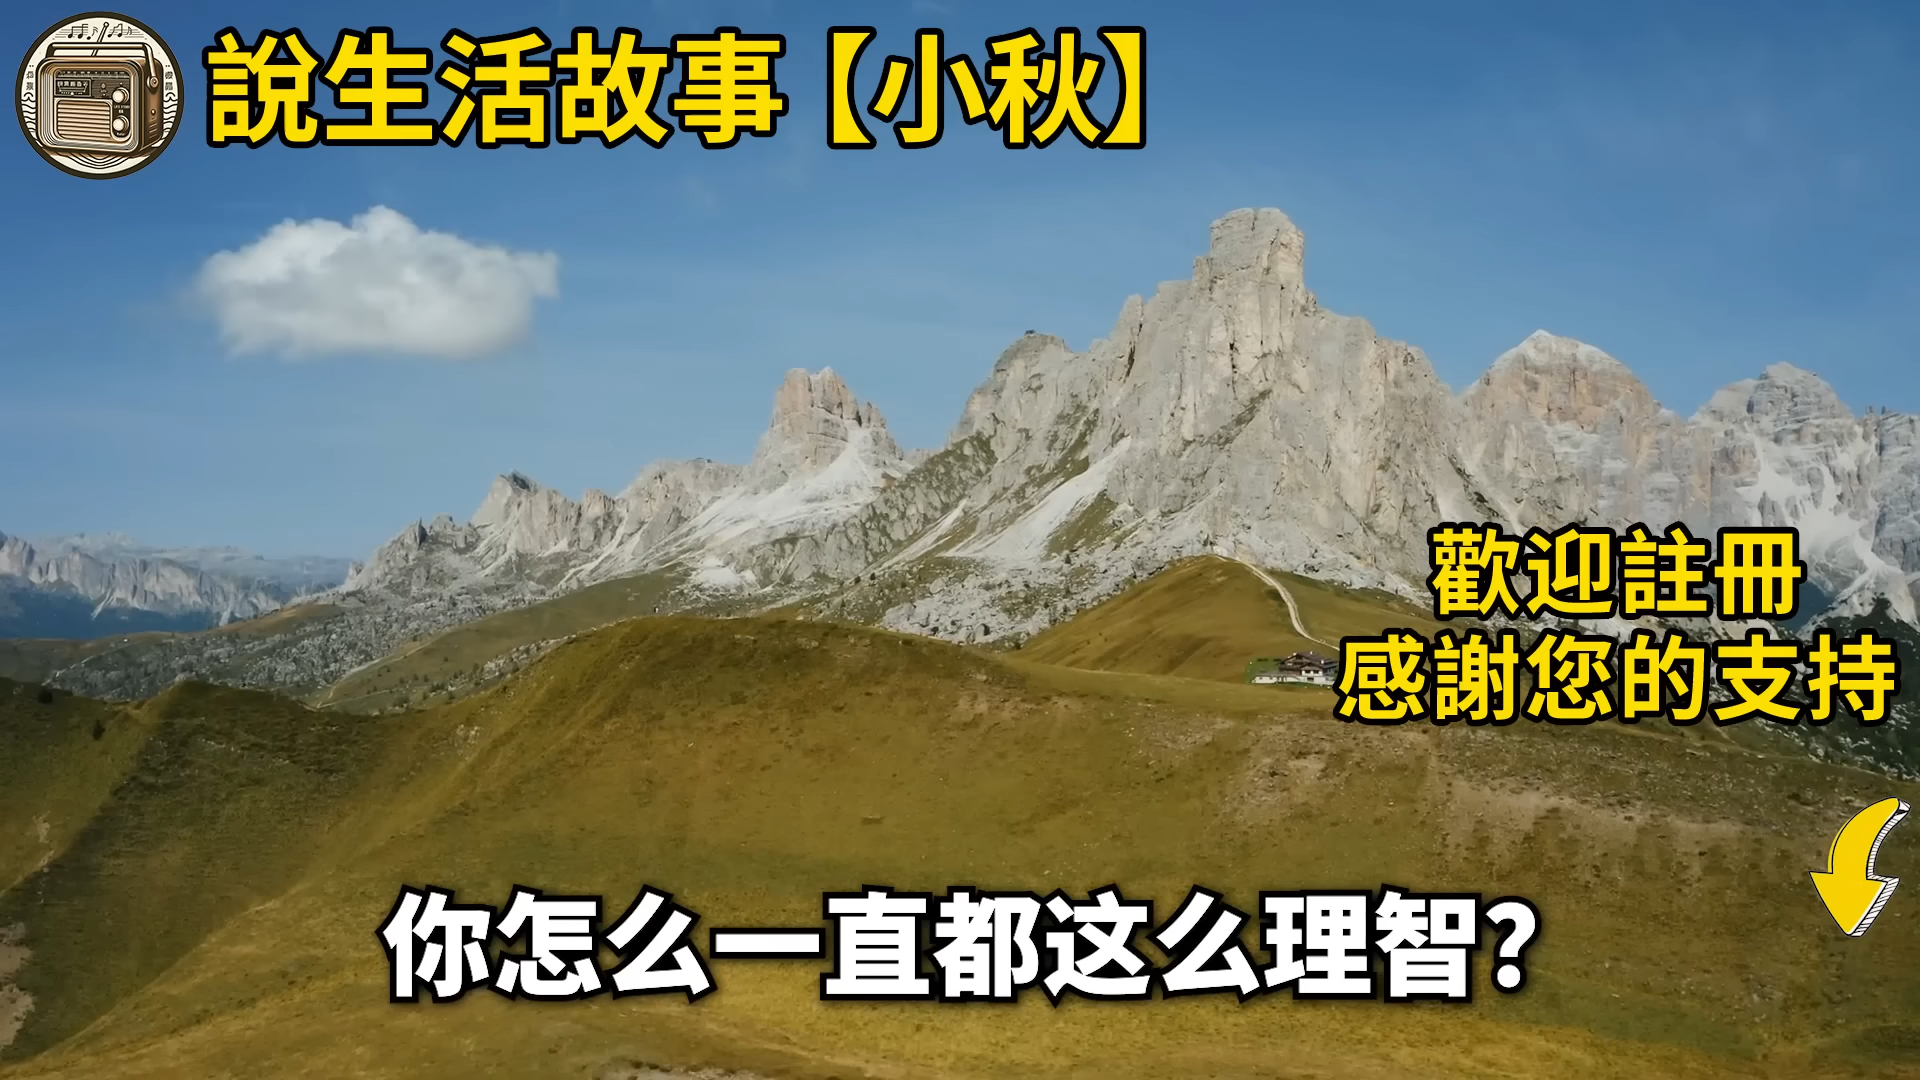 說生活故事【小秋】
歡迎註冊
感謝您的支持
你怎么一直都这么理智？